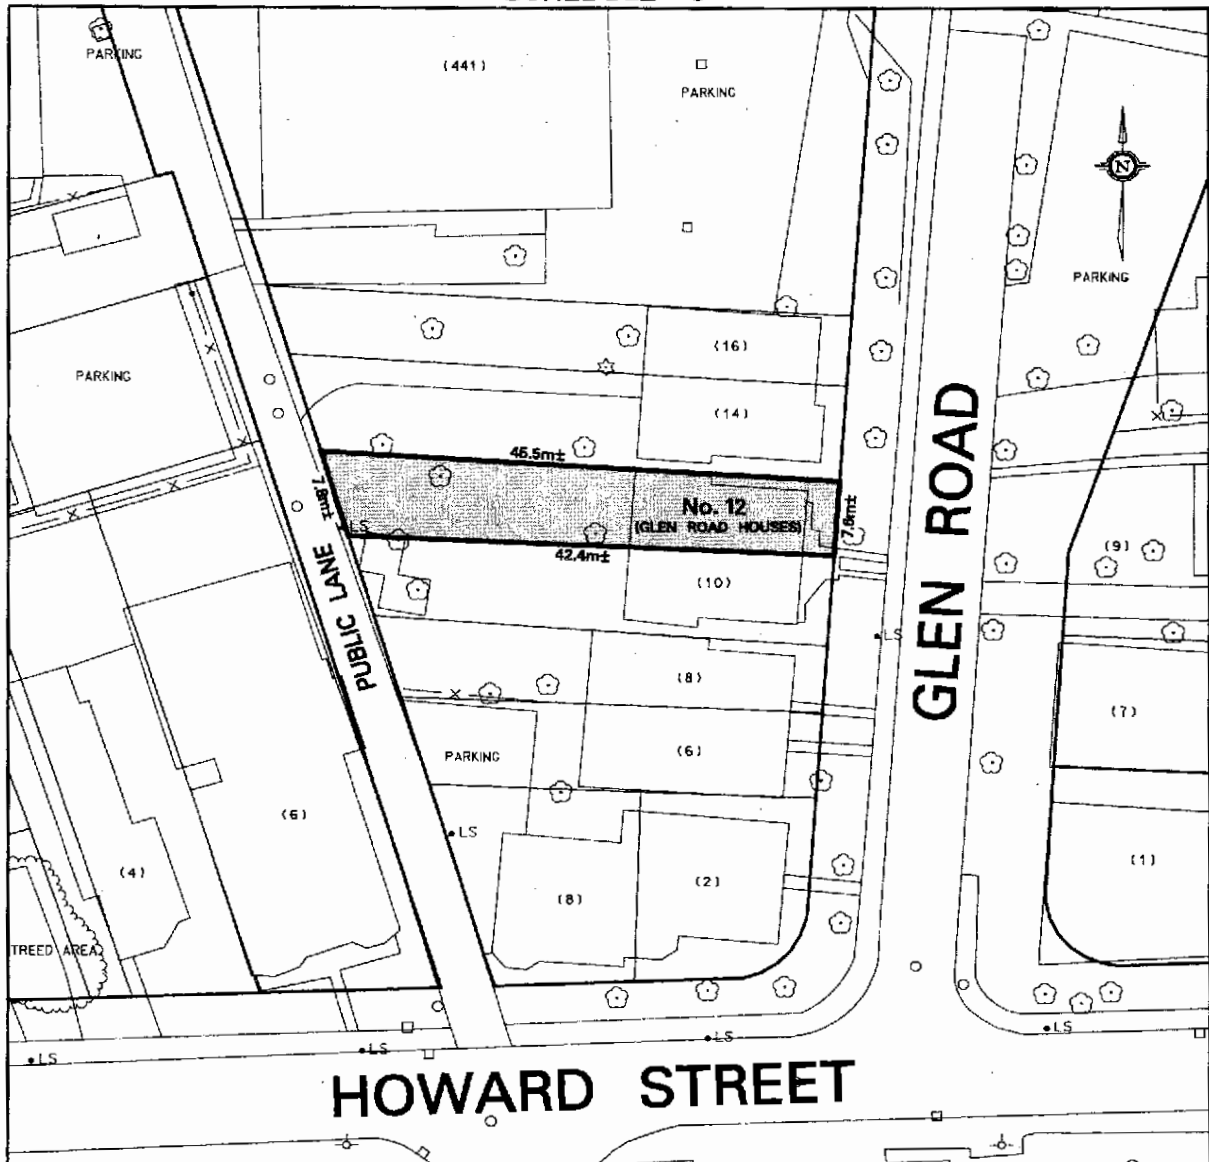 PARKING
(441)
PARKING
N
PARKING
(16)
PARKING
(14)
45.5m±
7.8m±
No. 12
(GLEN ROAD HOUSES)
7.6m±
LS
42.4m±
(10)
(9)
PUBLIC LANE
GLEN ROAD
LS
(8)
(7)
(6)
PARKING
(6)
LS
(4)
(8)
(2)
(1)
TREED AREA
LS
LS
LS
LS
HOWARD STREET